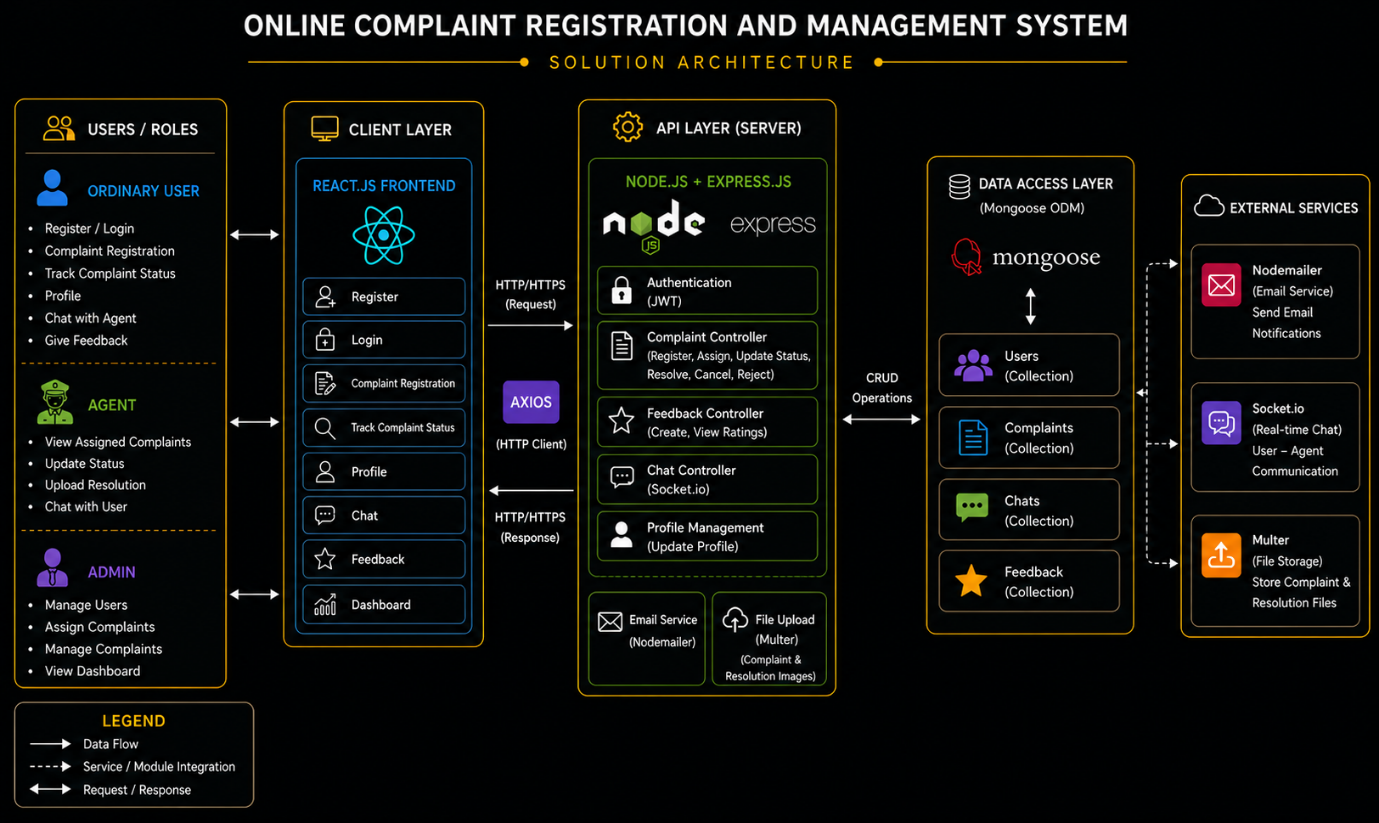 ONLINE COMPLAINT REGISTRATION AND MANAGEMENT SYSTEM
SOLUTION ARCHITECTURE
USERS / ROLES
ORDINARY USER
• Register / Login
• Complaint Registration
• Track Complaint Status
• Profile
• Chat with Agent
• Give Feedback
AGENT
• View Assigned Complaints
• Update Status
• Upload Resolution
• Chat with User
ADMIN
• Manage Users
• Assign Complaints
• Manage Complaints
• View Dashboard
LEGEND
Data Flow
Service / Module Integration
Request / Response
CLIENT LAYER
REACT.JS FRONTEND
Register
Login
Complaint Registration
Track Complaint Status
Profile
Chat
Feedback
Dashboard
HTTP/HTTPS
(Request)
AXIOS
(HTTP Client)
HTTP/HTTPS
(Response)
API LAYER (SERVER)
NODE.JS + EXPRESS.JS
node
JS
express
Authentication
(JWT)
Complaint Controller
(Register, Assign, Update Status,
Resolve, Cancel, Reject)
Feedback Controller
(Create, View Ratings)
Chat Controller
(Socket.io)
Profile Management
(Update Profile)
Email Service
(Nodemailer)
File Upload
(Multer)
(Complaint &
Resolution Images)
CRUD
Operations
DATA ACCESS LAYER
(Mongoose ODM)
mongoose
Users
(Collection)
Complaints
(Collection)
Chats
(Collection)
Feedback
(Collection)
EXTERNAL SERVICES
Nodemailer
(Email Service)
Send Email
Notifications
Socket.io
(Real-time Chat)
User – Agent
Communication
Multer
(File Storage)
Store Complaint &
Resolution Files